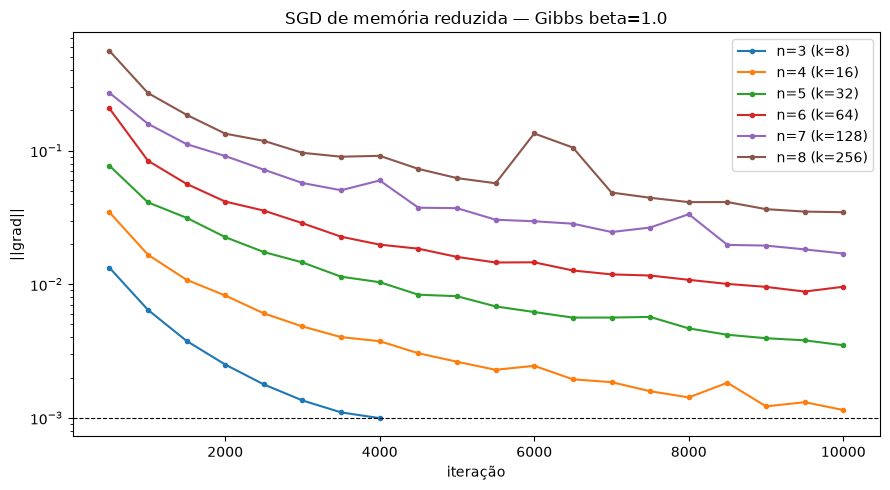 SGD de memória reduzida — Gibbs beta=1.0
n=3 (k=8)
n=4 (k=16)
n=5 (k=32)
n=6 (k=64)
n=7 (k=128)
n=8 (k=256)
||grad||
10⁻¹
10⁻²
10⁻³
2000 4000 6000 8000 10000
iteração